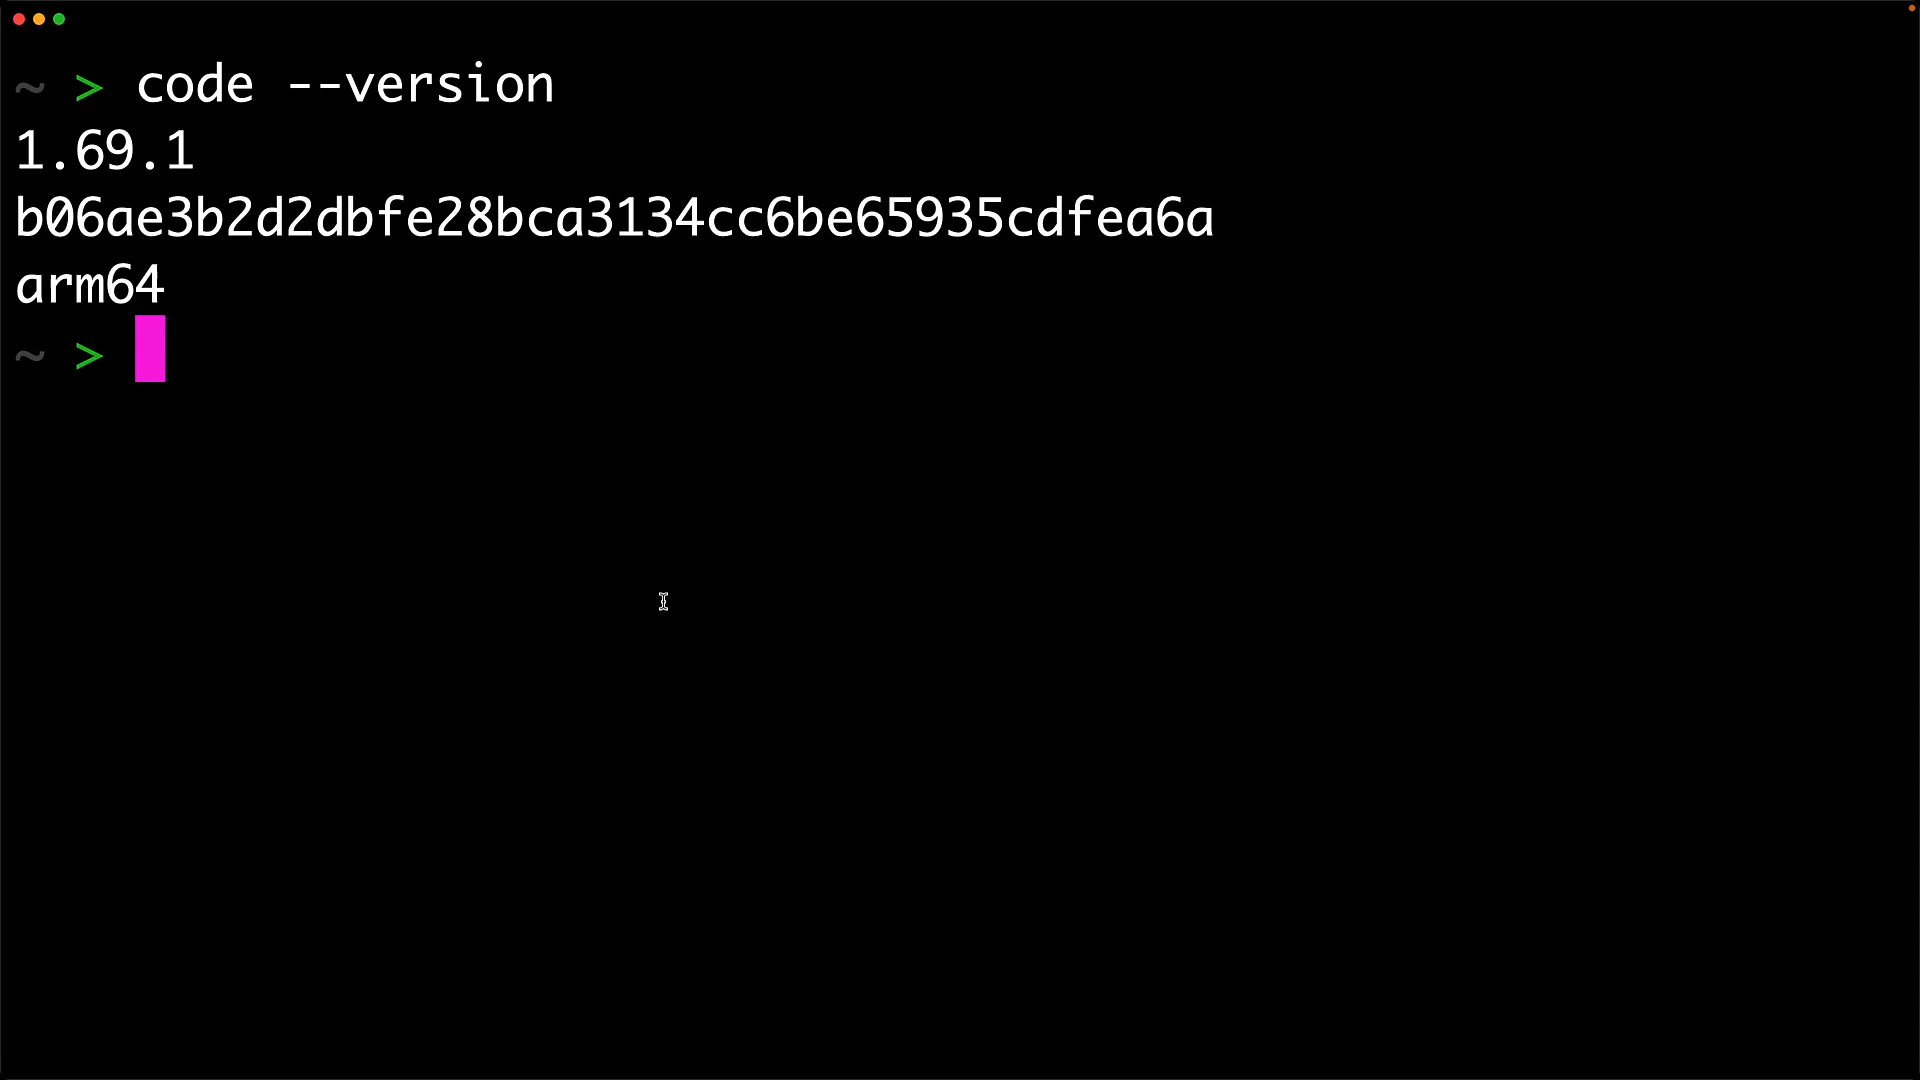 ~ > code --version
1.69.1
b06ae3b2d2dbfe28bca3134cc6be65935cdfea6a
arm64
~ >